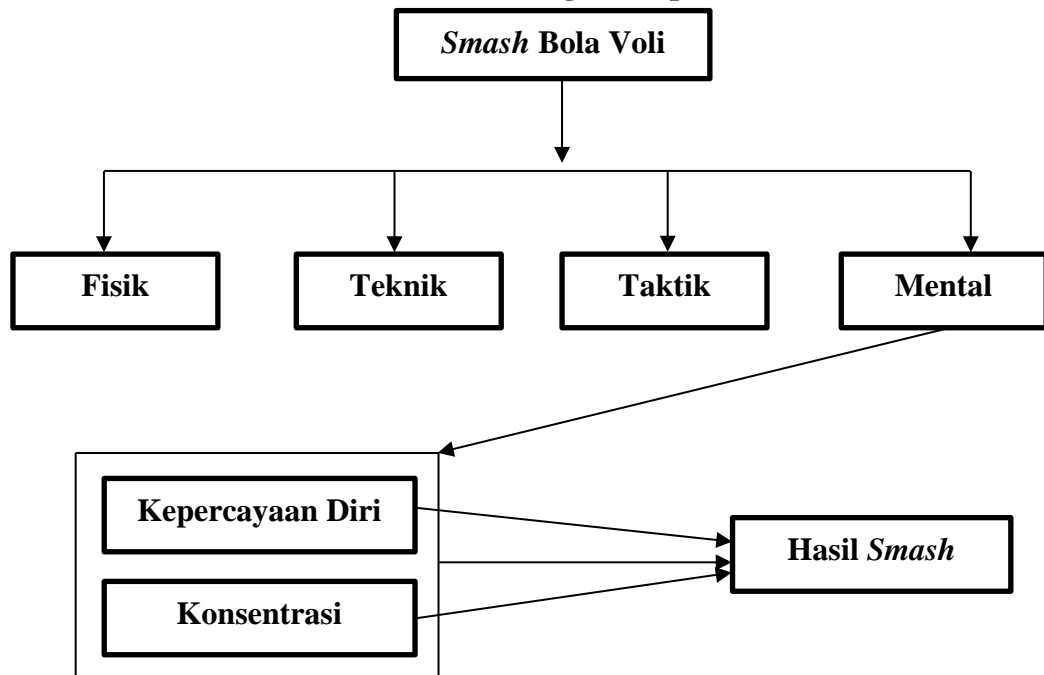 Smash Bola Voli
Fisik
Teknik
Taktik
Mental
Kepercayaan Diri
Hasil Smash
Konsentrasi